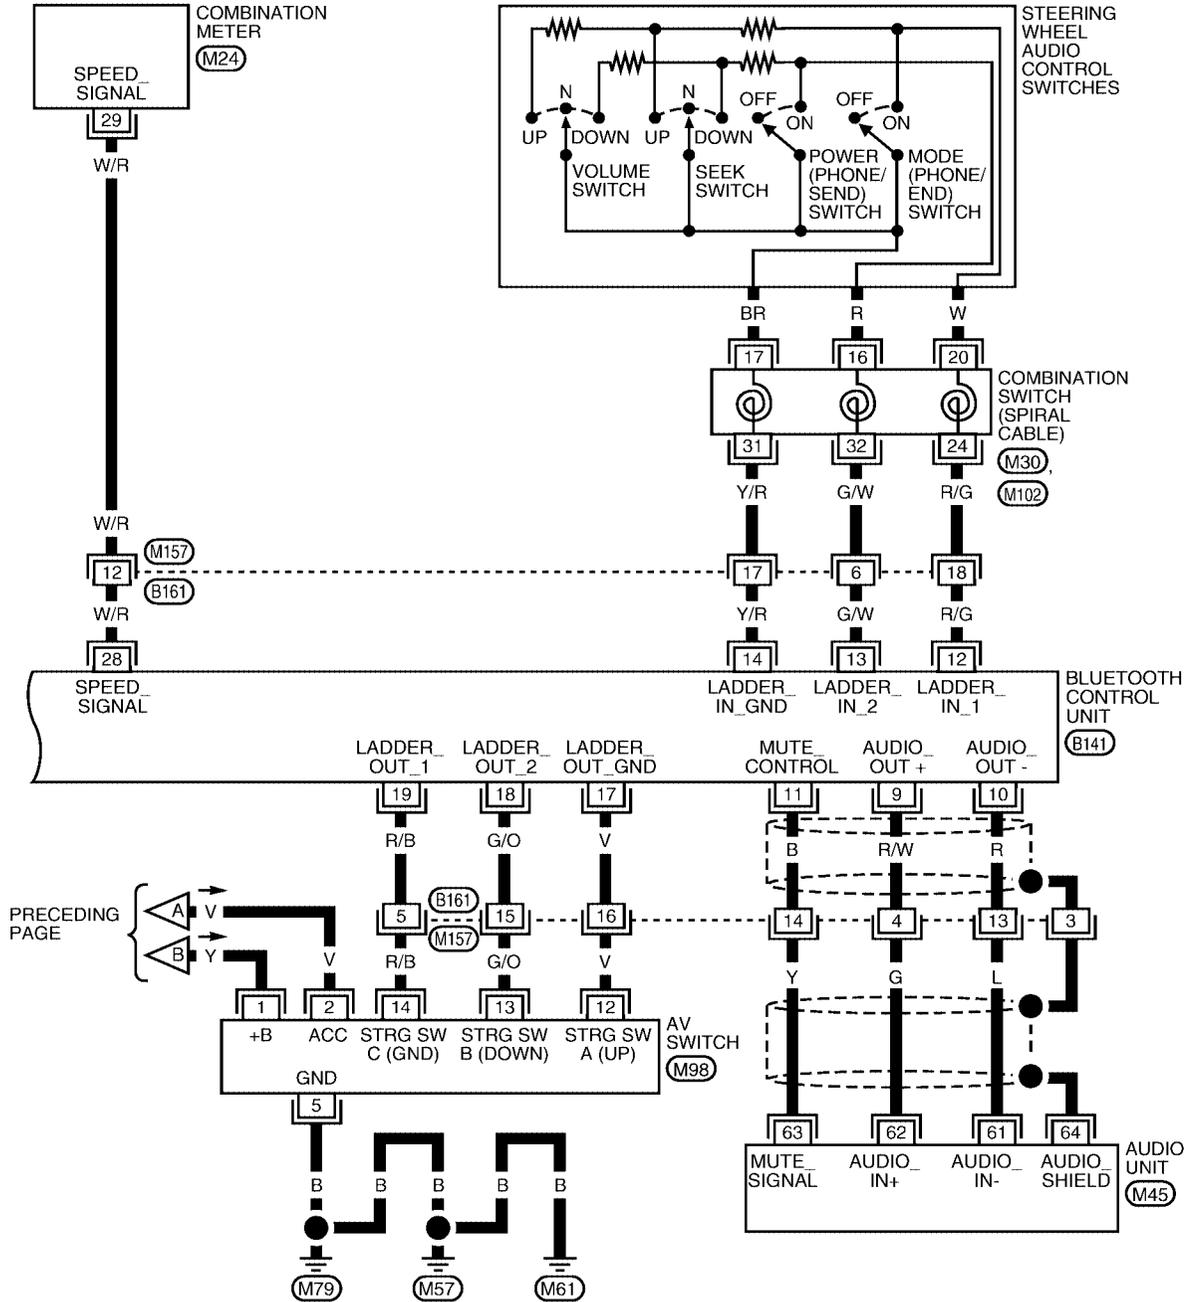 COMBINATION
METER
M24
SPEED_
SIGNAL
29
W/R
W/R
M157
12
B161
W/R
28
STEERING
WHEEL
AUDIO
CONTROL
SWITCHES
N
N
OFF
OFF
ON
ON
UP
DOWN
UP
DOWN
VOLUME
SWITCH
SEEK
SWITCH
POWER
(PHONE/
SEND)
SWITCH
MODE
(PHONE/
END)
SWITCH
BR
R
W
17
16
20
COMBINATION
SWITCH
(SPIRAL
CABLE)
M30,
M102
31
32
24
Y/R
G/W
R/G
17
6
18
Y/R
G/W
R/G
14
13
12
SPEED_
SIGNAL
LADDER_
IN_GND
LADDER_
IN_2
LADDER_
IN_1
BLUETOOTH
CONTROL
UNIT
B141
LADDER_
OUT_1
LADDER_
OUT_2
LADDER_
OUT_GND
MUTE_
CONTROL
AUDIO_
OUT +
AUDIO_
OUT -
19
18
17
11
9
10
R/B
G/O
V
B
R/W
R
PRECEDING
PAGE
A
V
B
Y
V
5
B161
M157
15
16
14
4
13
3
R/B
G/O
V
Y
G
L
1
2
14
13
12
+B
ACC
STRG SW
C (GND)
STRG SW
B (DOWN)
STRG SW
A (UP)
AV
SWITCH
M98
GND
5
B
B
B
B
B
M79
M57
M61
63
62
61
64
MUTE_
SIGNAL
AUDIO_
IN+
AUDIO_
IN-
AUDIO_
SHIELD
AUDIO
UNIT
M45